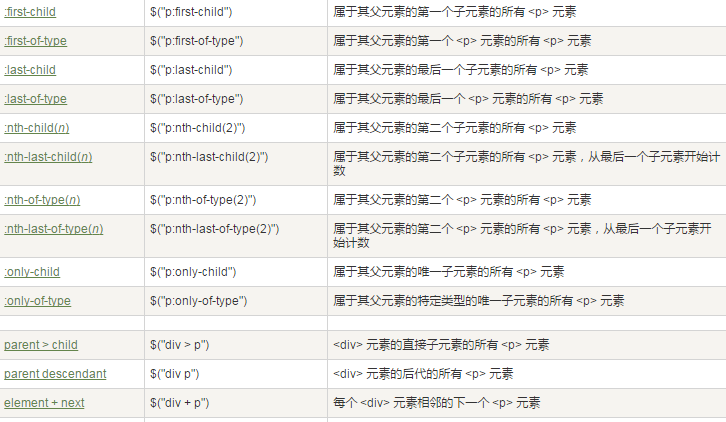 :first-child $("p:first-child") 属于其父元素的第一个子元素的所有 <p> 元素
:first-of-type $("p:first-of-type") 属于其父元素的第一个 <p> 元素的所有 <p> 元素
:last-child $("p:last-child") 属于其父元素的最后一个子元素的所有 <p> 元素
:last-of-type $("p:last-of-type") 属于其父元素的最后一个 <p> 元素的所有 <p> 元素
:nth-child(n) $("p:nth-child(2)") 属于其父元素的第二个子元素的所有 <p> 元素
:nth-last-child(n) $("p:nth-last-child(2)") 属于其父元素的第二个子元素的所有 <p> 元素，从最后一个子元素开始计
数
:nth-of-type(n) $("p:nth-of-type(2)") 属于其父元素的第二个 <p> 元素的所有 <p> 元素
:nth-last-of-type(n) $("p:nth-last-of-type(2)") 属于其父元素的第二个 <p> 元素的所有 <p> 元素，从最后一个子元素开
始计数
:only-child $("p:only-child") 属于其父元素的唯一子元素的所有 <p> 元素
:only-of-type $("p:only-of-type") 属于其父元素的特定类型的唯一子元素的所有 <p> 元素
parent > child $("div > p") <div> 元素的直接子元素的所有 <p> 元素
parent descendant $("div p") <div> 元素的后代的所有 <p> 元素
element + next $("div + p") 每个 <div> 元素相邻的下一个 <p> 元素